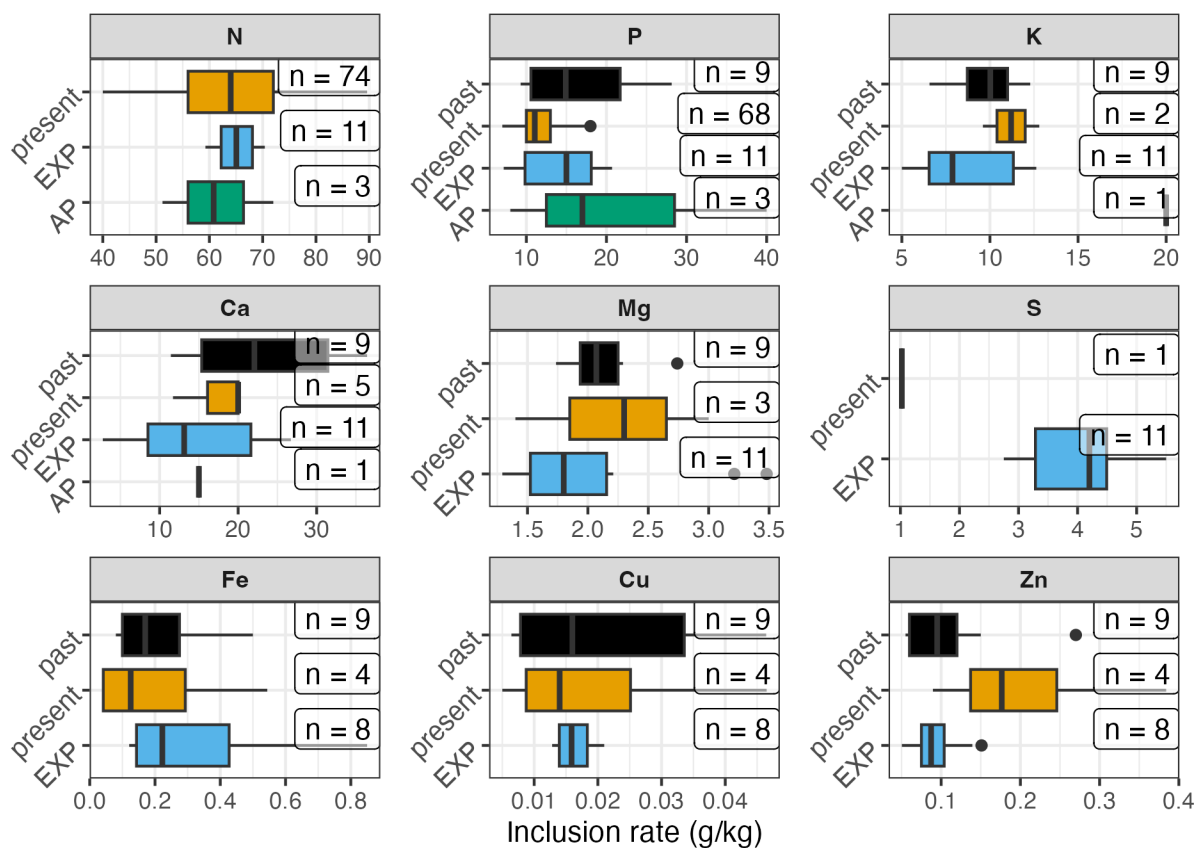 N P K
present n = 74
EXP n = 11
AP n = 3
40 50 60 70 80 90
past n = 9
present n = 68
EXP n = 11
AP n = 3
10 20 30 40
past n = 9
present n = 2
EXP n = 11
AP n = 1
5 10 15 20
Ca Mg S
past n = 9
present n = 5
EXP n = 11
AP n = 1
10 20 30
past n = 9
present n = 3
EXP n = 11
1.5 2.0 2.5 3.0 3.5
present n = 1
EXP n = 11
1 2 3 4 5
Fe Cu Zn
past n = 9
present n = 4
EXP n = 8
0.0 0.2 0.4 0.6 0.8
past n = 9
present n = 4
EXP n = 8
0.01 0.02 0.03 0.04
past n = 9
present n = 4
EXP n = 8
0.1 0.2 0.3 0.4
Inclusion rate (g/kg)